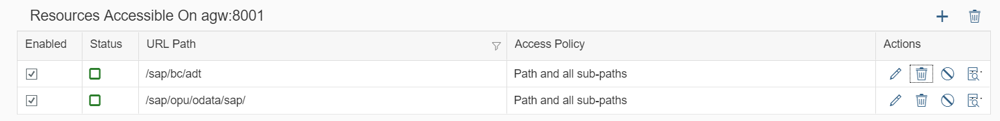 Resources Accessible On agw:8001
Enabled Status URL Path Access Policy Actions
/sap/bc/adt Path and all sub-paths
/sap/opu/odata/sap/ Path and all sub-paths